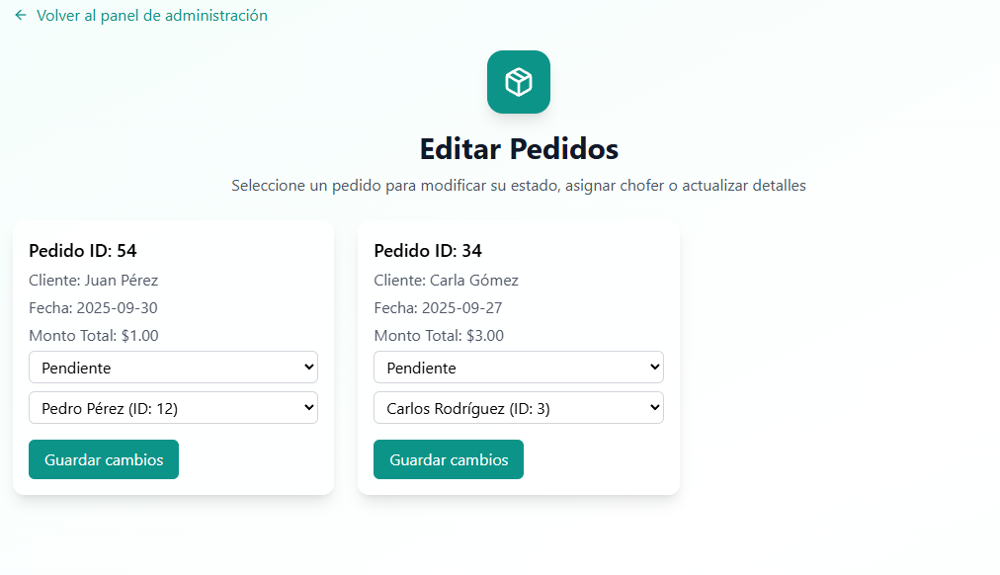 Volver al panel de administración
Editar Pedidos
Seleccione un pedido para modificar su estado, asignar chofer o actualizar detalles
Pedido ID: 54
Cliente: Juan Pérez
Fecha: 2025-09-30
Monto Total: $1.00
Pendiente
Pedro Pérez (ID: 12)
Guardar cambios
Pedido ID: 34
Cliente: Carla Gómez
Fecha: 2025-09-27
Monto Total: $3.00
Pendiente
Carlos Rodríguez (ID: 3)
Guardar cambios